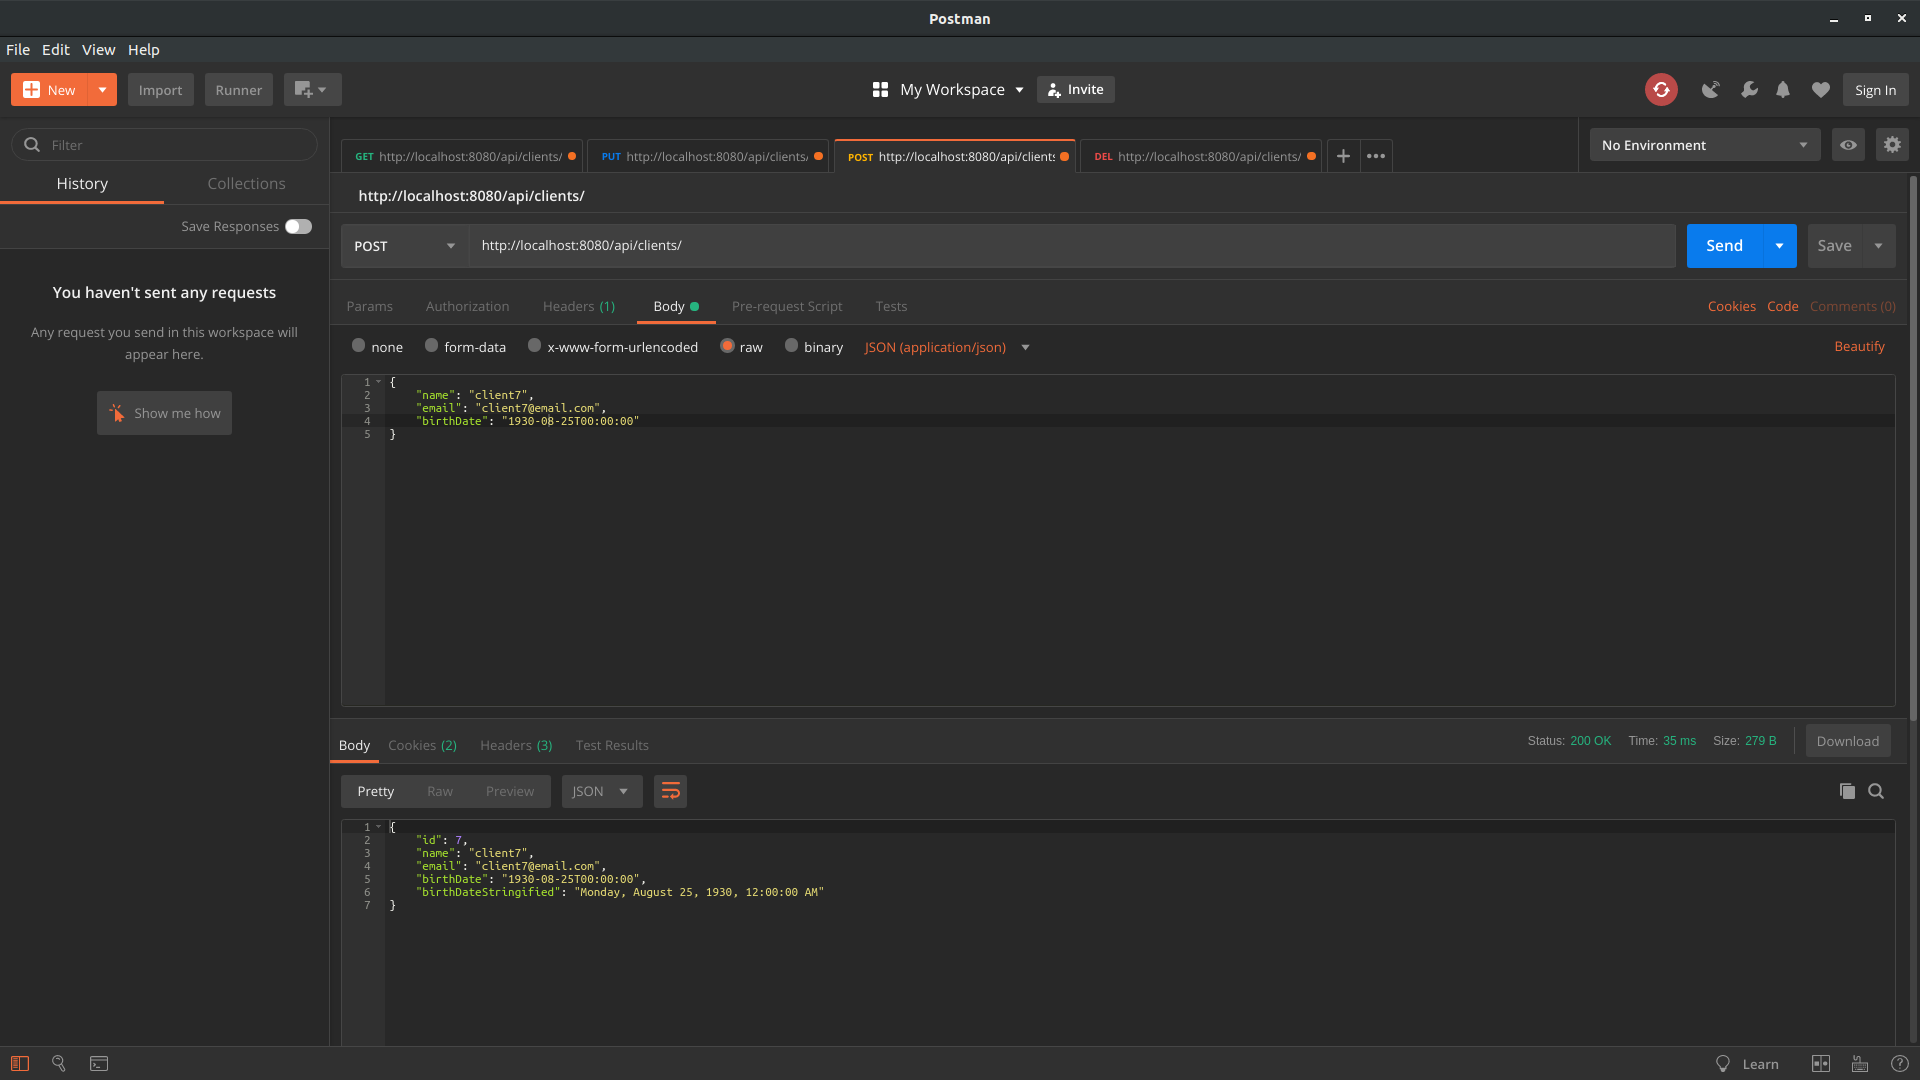 Postman
File Edit View Help
New Import Runner My Workspace Invite Sign In
Filter
History Collections
Save Responses
You haven't sent any requests
Any request you send in this workspace will
appear here.
Show me how
GET http://localhost:8080/api/clients/ PUT http://localhost:8080/api/clients/ POST http://localhost:8080/api/clients DEL http://localhost:8080/api/clients/ + ••• No Environment
http://localhost:8080/api/clients/
POST http://localhost:8080/api/clients/ Send Save
Params Authorization Headers (1) Body Pre-request Script Tests Cookies Code Comments (0)
none form-data x-www-form-urlencoded raw binary JSON (application/json) Beautify
1 {
2 "name": "client7",
3 "email": "client7@email.com",
4 "birthDate": "1930-08-25T00:00:00"
5 }
Body Cookies (2) Headers (3) Test Results Status: 200 OK Time: 35 ms Size: 279 B Download
Pretty Raw Preview JSON
1 {
2 "id": 7,
3 "name": "client7",
4 "email": "client7@email.com",
5 "birthDate": "1930-08-25T00:00:00",
6 "birthDateStringified": "Monday, August 25, 1930, 12:00:00 AM"
7 }
Learn